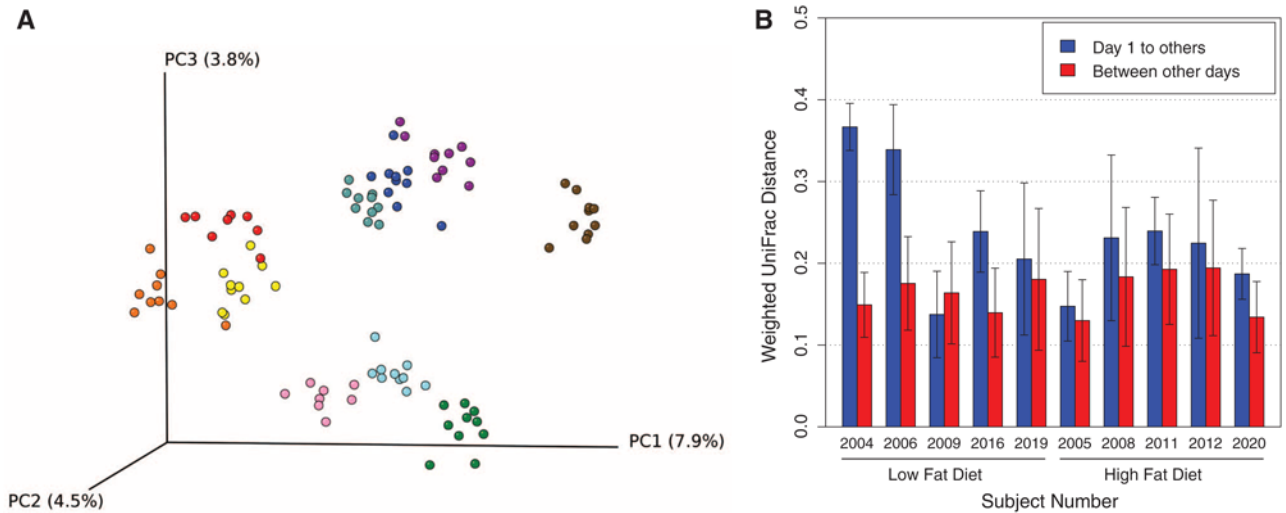 A
PC3 (3.8%)
PC1 (7.9%)
PC2 (4.5%)
B
Day 1 to others
Between other days
Weighted UniFrac Distance
0.5
0.4
0.3
0.2
0.1
0.0
2004 2006 2009 2016 2019 2005 2008 2011 2012 2020
Low Fat Diet High Fat Diet
Subject Number